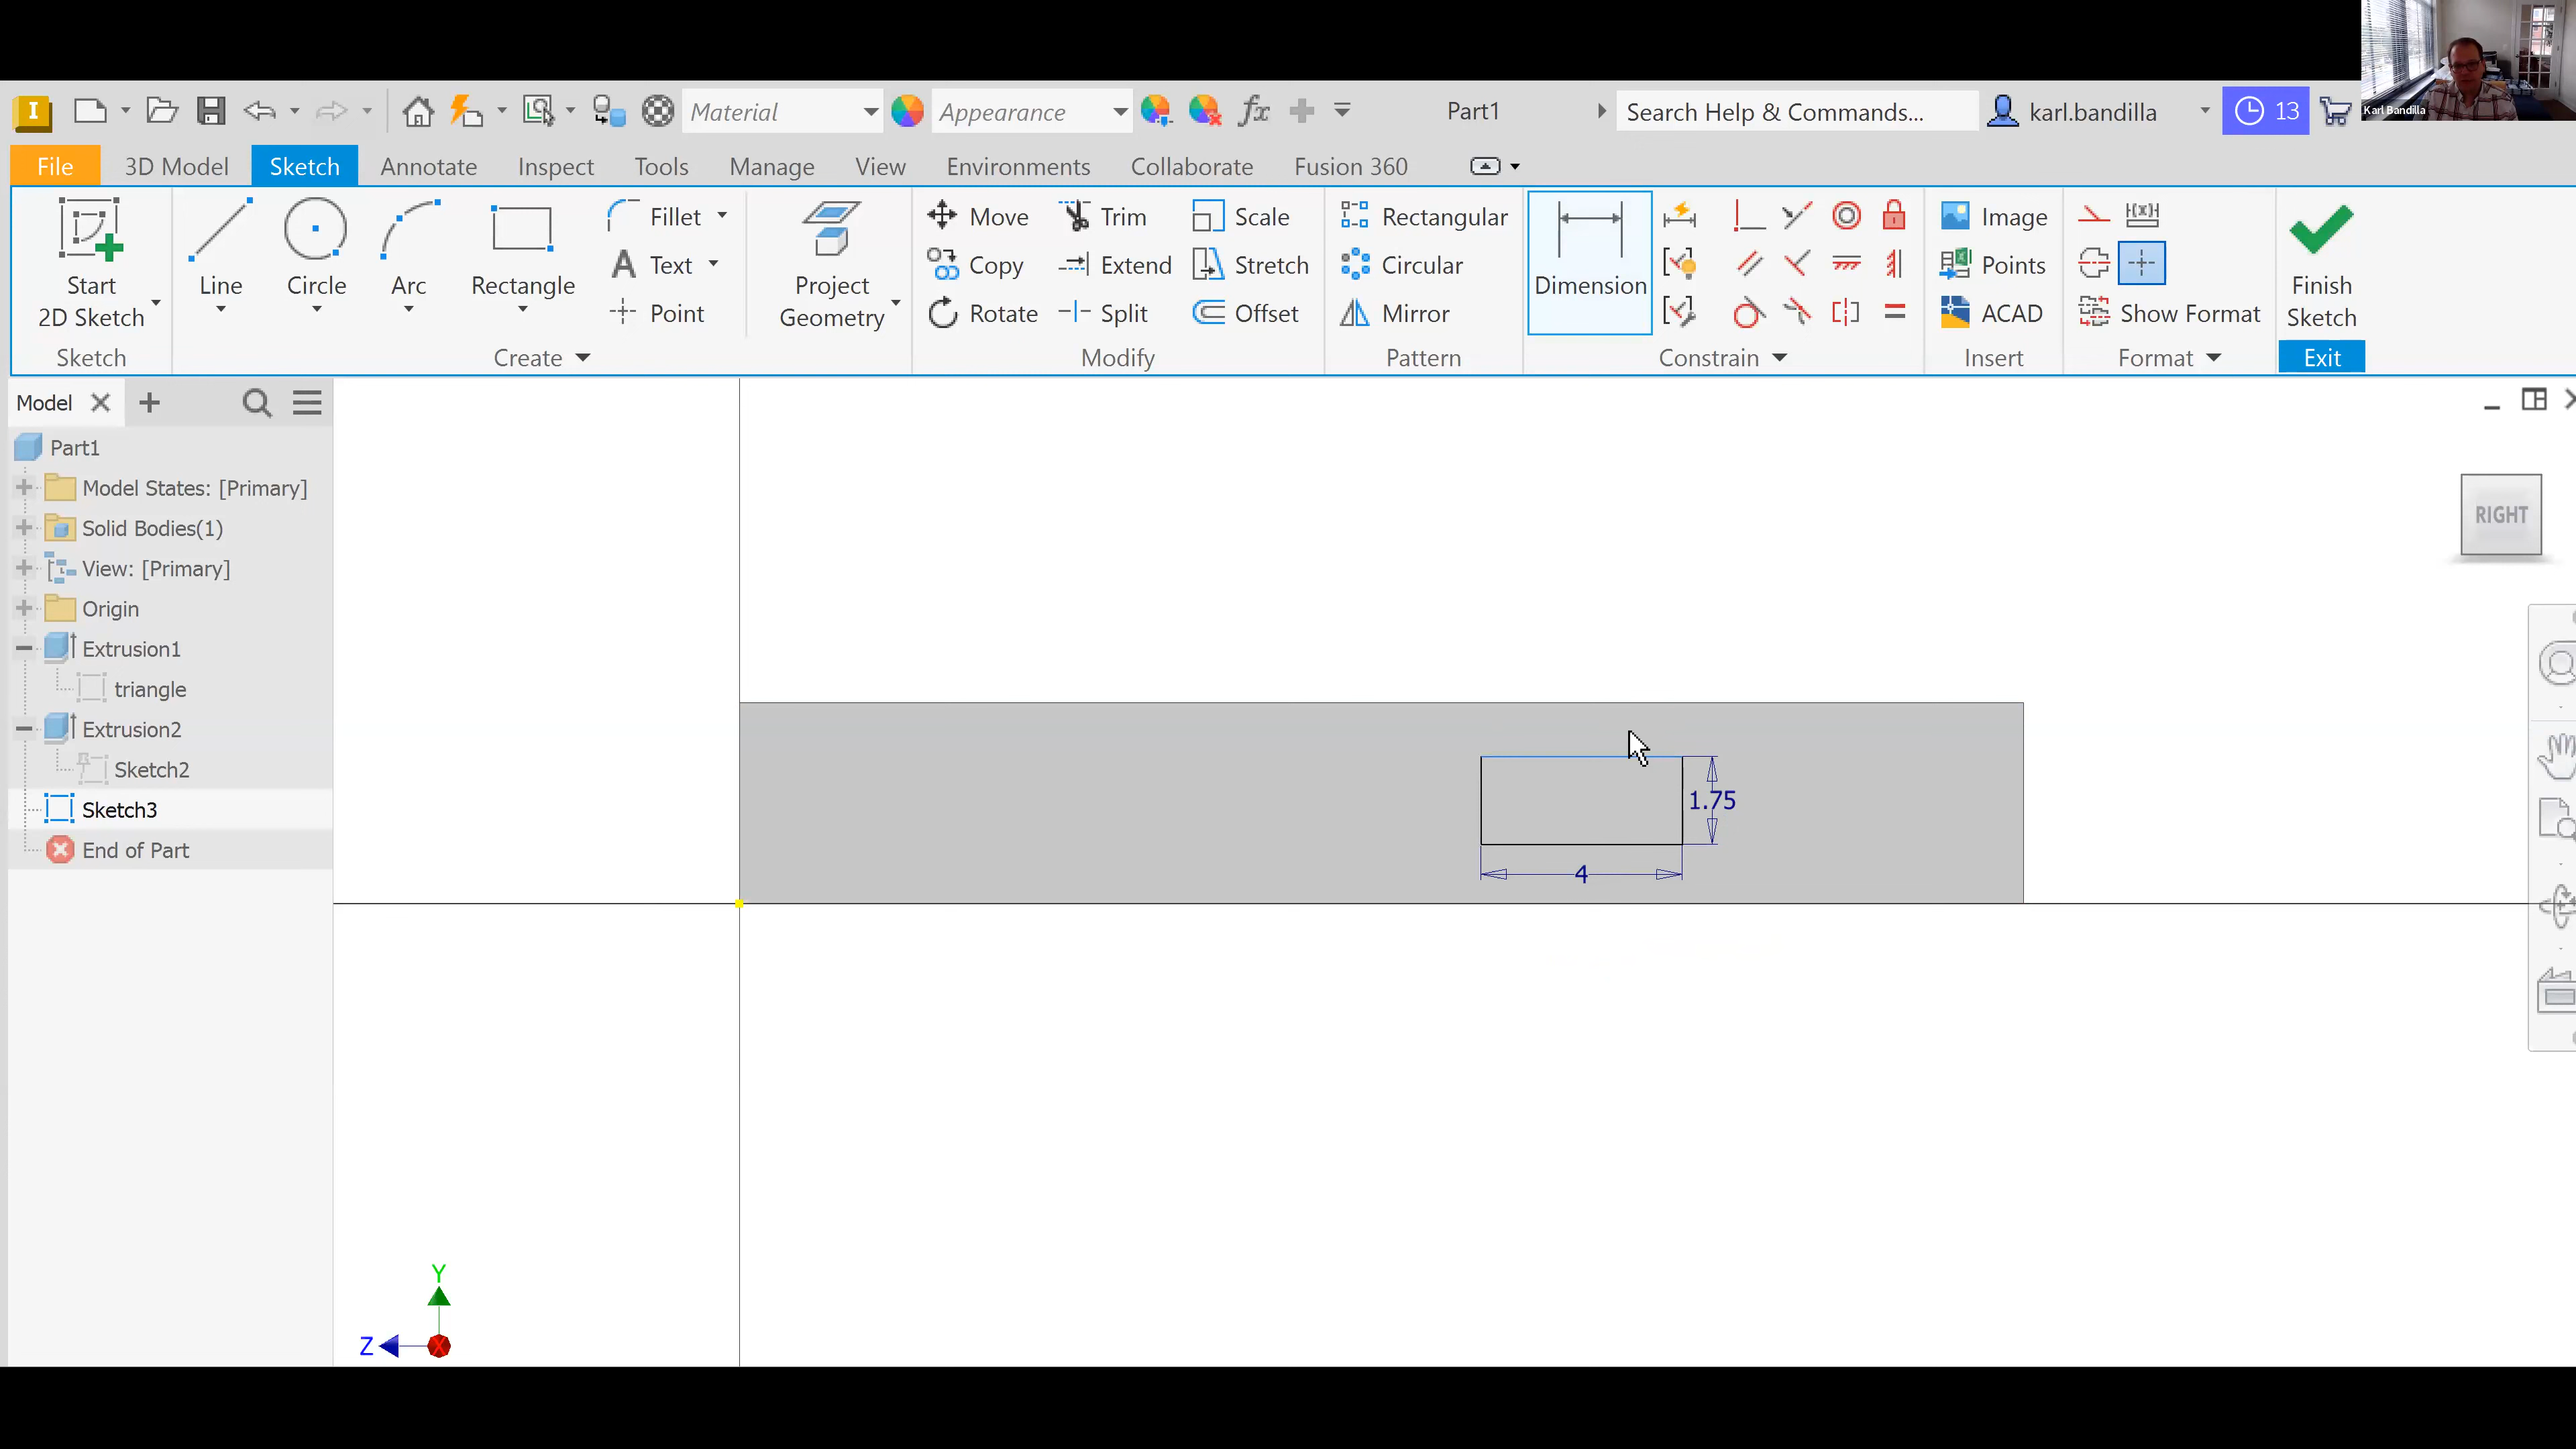 Karl Bandilla
I
Material
Appearance
fx
Part1
Search Help & Commands...
karl.bandilla
13
File
3D Model
Sketch
Annotate
Inspect
Tools
Manage
View
Environments
Collaborate
Fusion 360
Start
2D Sketch
Line
Circle
Arc
Rectangle
Fillet
Text
Point
Project
Geometry
Move
Copy
Rotate
Trim
Extend
Split
Scale
Stretch
Offset
Rectangular
Circular
Mirror
Dimension
Image
Points
ACAD
Show Format
Finish
Sketch
Sketch
Create
Modify
Pattern
Constrain
Insert
Format
Exit
Model
Part1
Model States: [Primary]
Solid Bodies(1)
View: [Primary]
Origin
Extrusion1
triangle
Extrusion2
Sketch2
Sketch3
End of Part
RIGHT
1.75
4
Y
Z
X